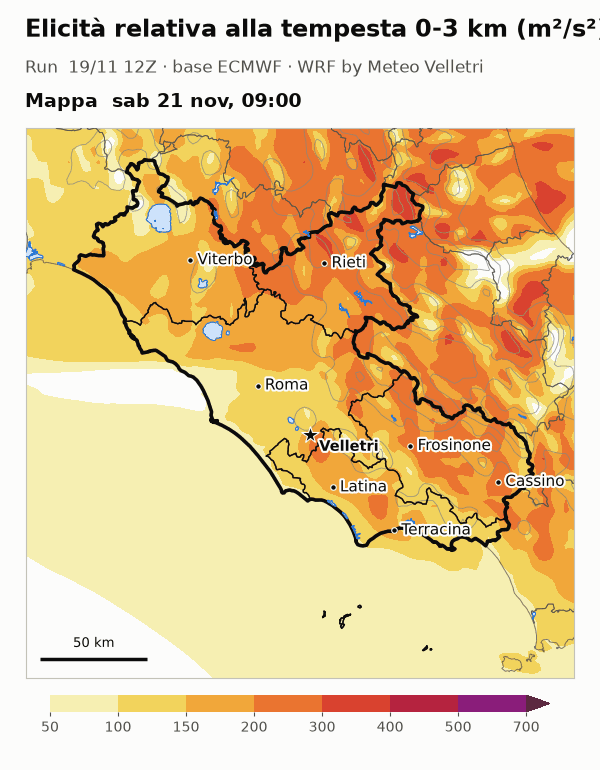 Elicità relativa alla tempesta 0-3 km (m²/s²)
Run 19/11 12Z · base ECMWF · WRF by Meteo Velletri
Mappa sab 21 nov, 09:00
Viterbo
Rieti
Roma
Velletri
Frosinone
Cassino
Latina
Terracina
50 km
50 100 150 200 300 400 500 700